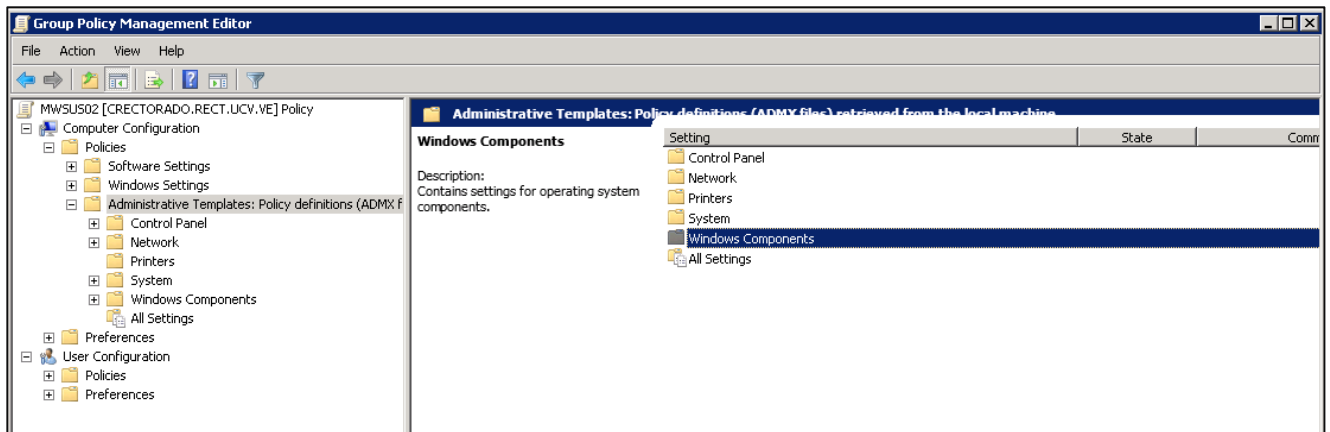 Group Policy Management Editor
File Action View Help
MWSUS02 [CRECTORADO.RECT.UCV.VE] Policy
Computer Configuration
Policies
Software Settings
Windows Settings
Administrative Templates: Policy definitions (ADMX f
Control Panel
Network
Printers
System
Windows Components
All Settings
Preferences
User Configuration
Policies
Preferences
Administrative Templates: Policy definitions (ADMX files) retrieved from the local machine
Windows Components
Description:
Contains settings for operating system
components.
Setting State Comm
Control Panel
Network
Printers
System
Windows Components
All Settings